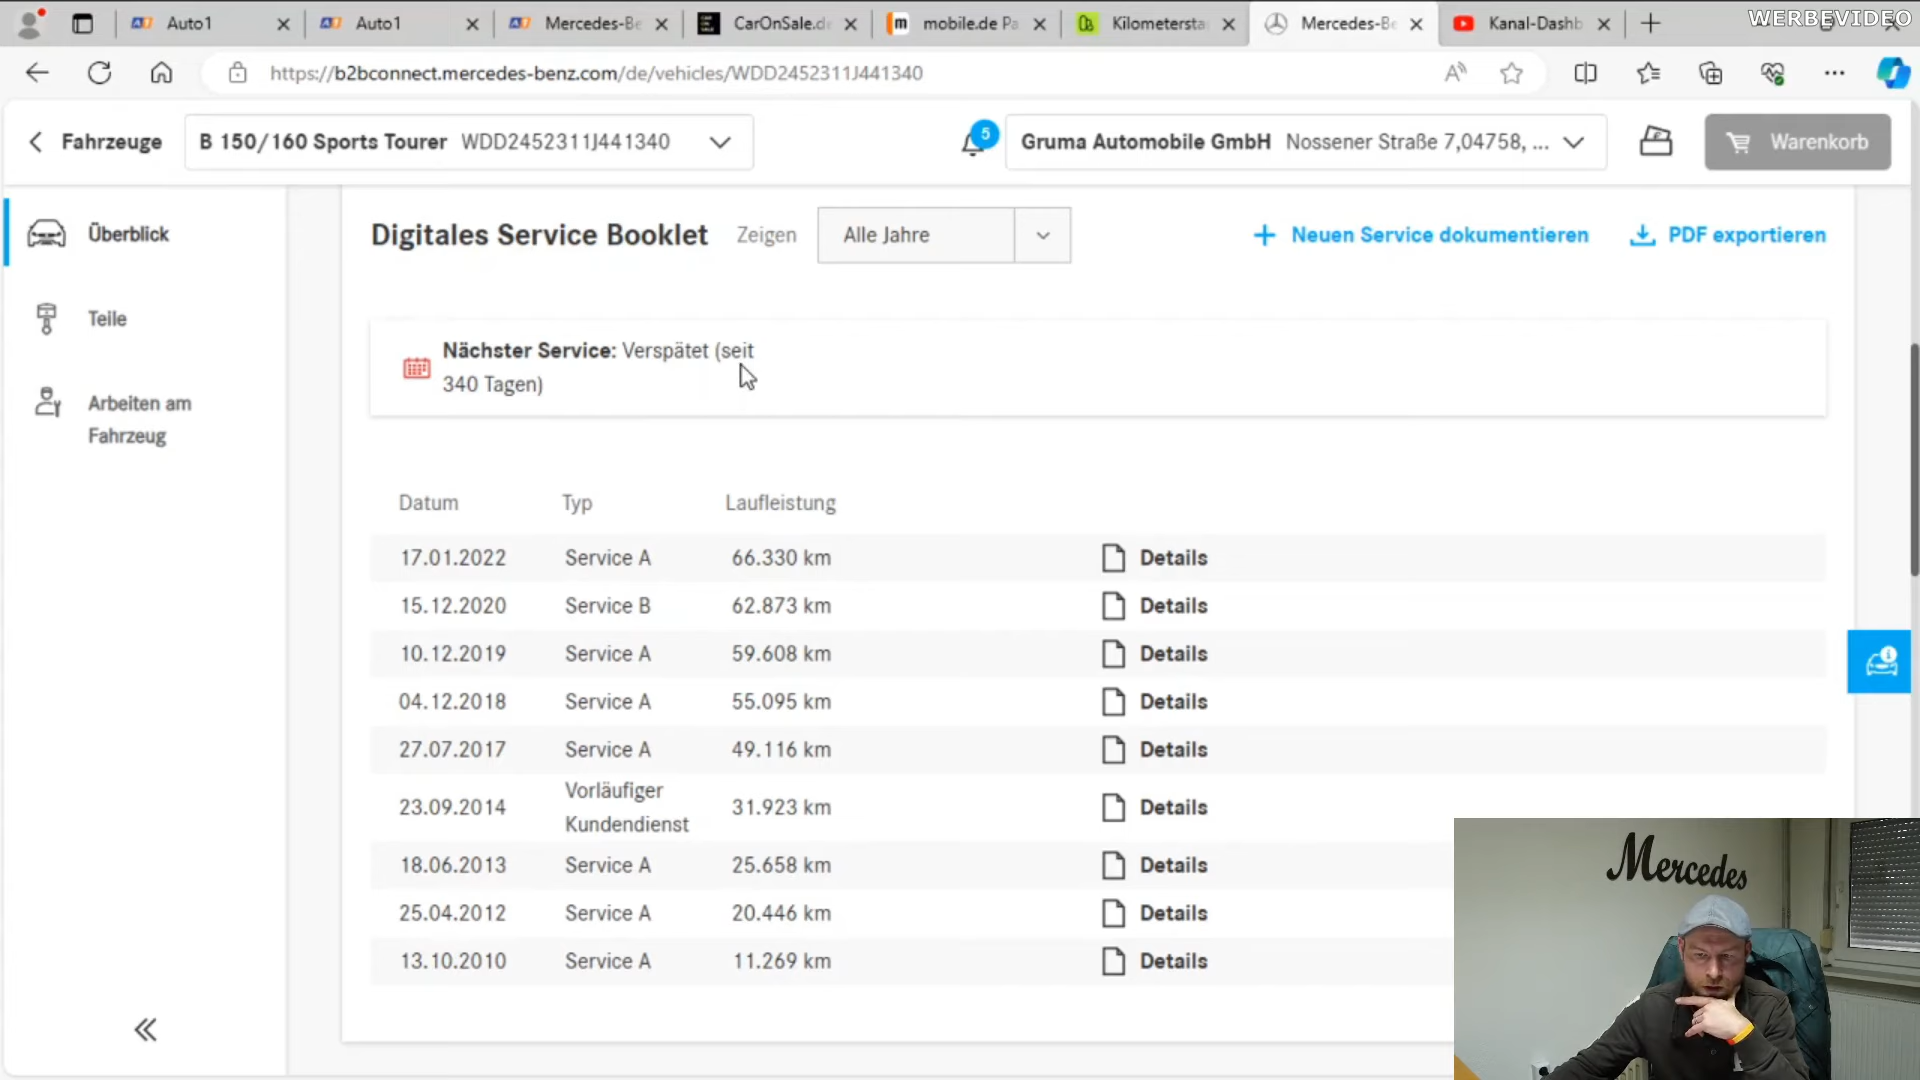 Auto1
Auto1
Mercedes-Be
CarOnSale.d
mobile.de Pa
Kilometersta
Mercedes-Be
Kanal-Dashb
WERBEVIDEO
https://b2bconnect.mercedes-benz.com/de/vehicles/WDD2452311J441340
Fahrzeuge
B 150/160 Sports Tourer WDD2452311J441340
5
Gruma Automobile GmbH Nossener Straße 7,04758, ...
Warenkorb
Überblick
Teile
Arbeiten am
Fahrzeug
Digitales Service Booklet
Zeigen
Alle Jahre
Neuen Service dokumentieren
PDF exportieren
Nächster Service: Verspätet (seit
340 Tagen)
Datum Typ Laufleistung
17.01.2022 Service A 66.330 km Details
15.12.2020 Service B 62.873 km Details
10.12.2019 Service A 59.608 km Details
04.12.2018 Service A 55.095 km Details
27.07.2017 Service A 49.116 km Details
23.09.2014 Vorläufiger
Kundendienst 31.923 km Details
18.06.2013 Service A 25.658 km Details
25.04.2012 Service A 20.446 km Details
13.10.2010 Service A 11.269 km Details
Mercedes